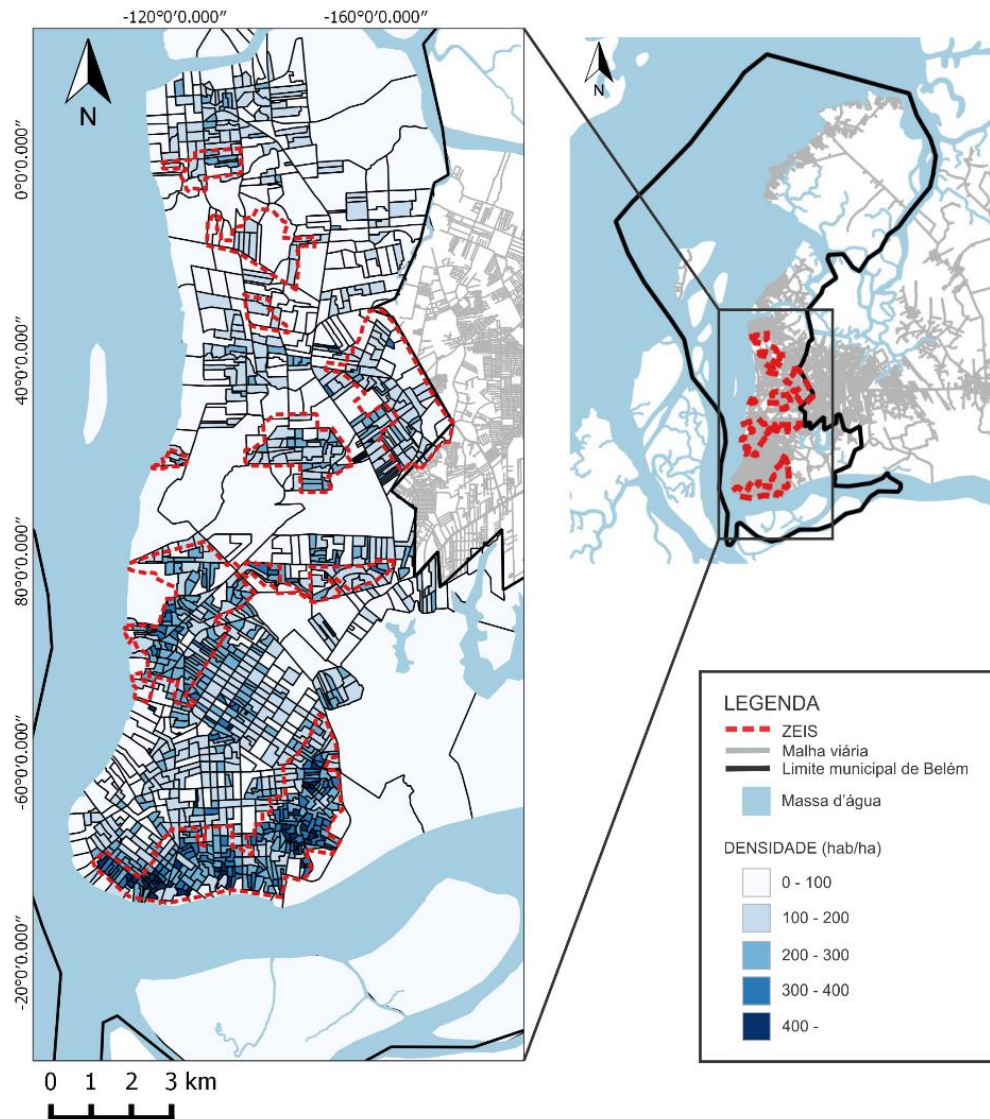 -120°0'0.000" -160°0'0.000"
N
N
0°0'0.000"
40°0'0.000"
80°0'0.000"
-60°0'0.000"
-20°0'0.000"
0 1 2 3 km
LEGENDA
ZEIS
Malha viária
Limite municipal de Belém
Massa d'água
DENSIDADE (hab/ha)
0 - 100
100 - 200
200 - 300
300 - 400
400 -